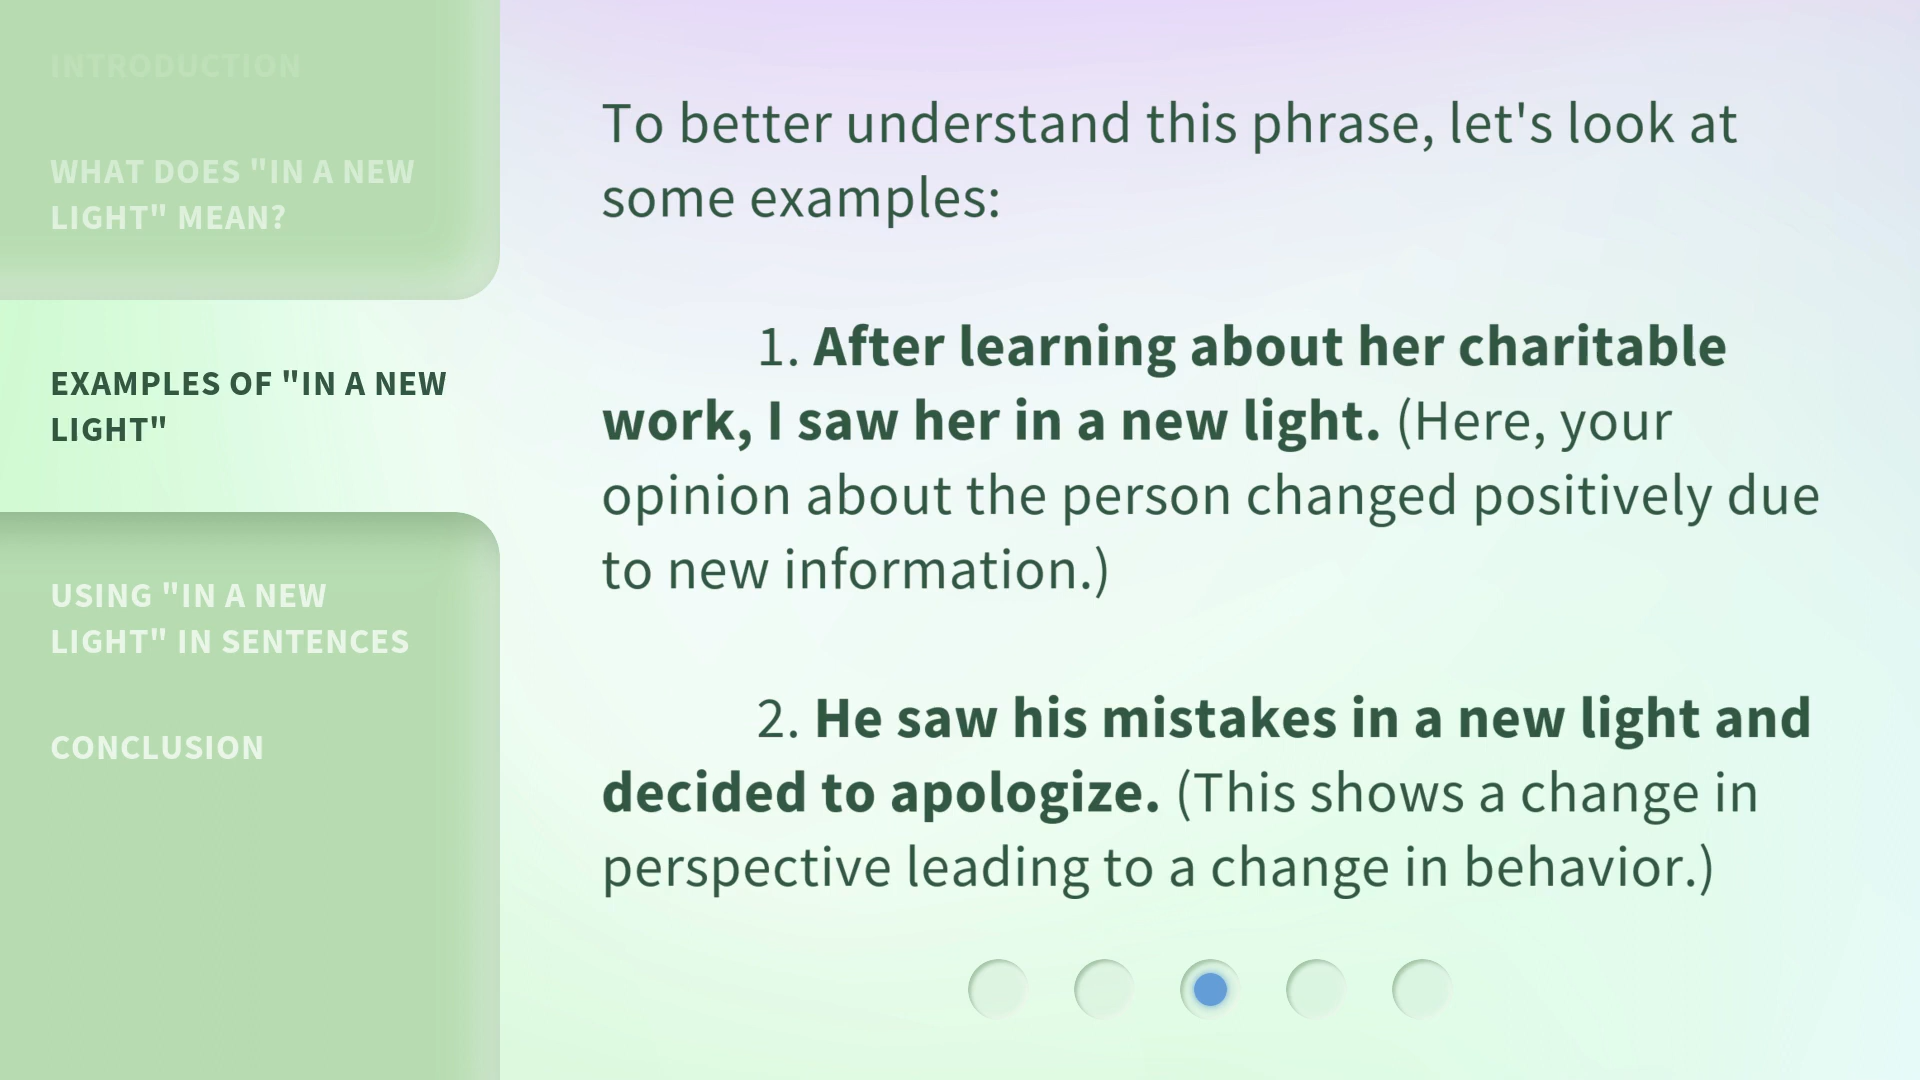 INTRODUCTION
WHAT DOES "IN A NEW
LIGHT" MEAN?
EXAMPLES OF "IN A NEW
LIGHT"
USING "IN A NEW
LIGHT" IN SENTENCES
CONCLUSION
To better understand this phrase, let's look at
some examples:
1. After learning about her charitable
work, I saw her in a new light. (Here, your
opinion about the person changed positively due
to new information.)
2. He saw his mistakes in a new light and
decided to apologize. (This shows a change in
perspective leading to a change in behavior.)